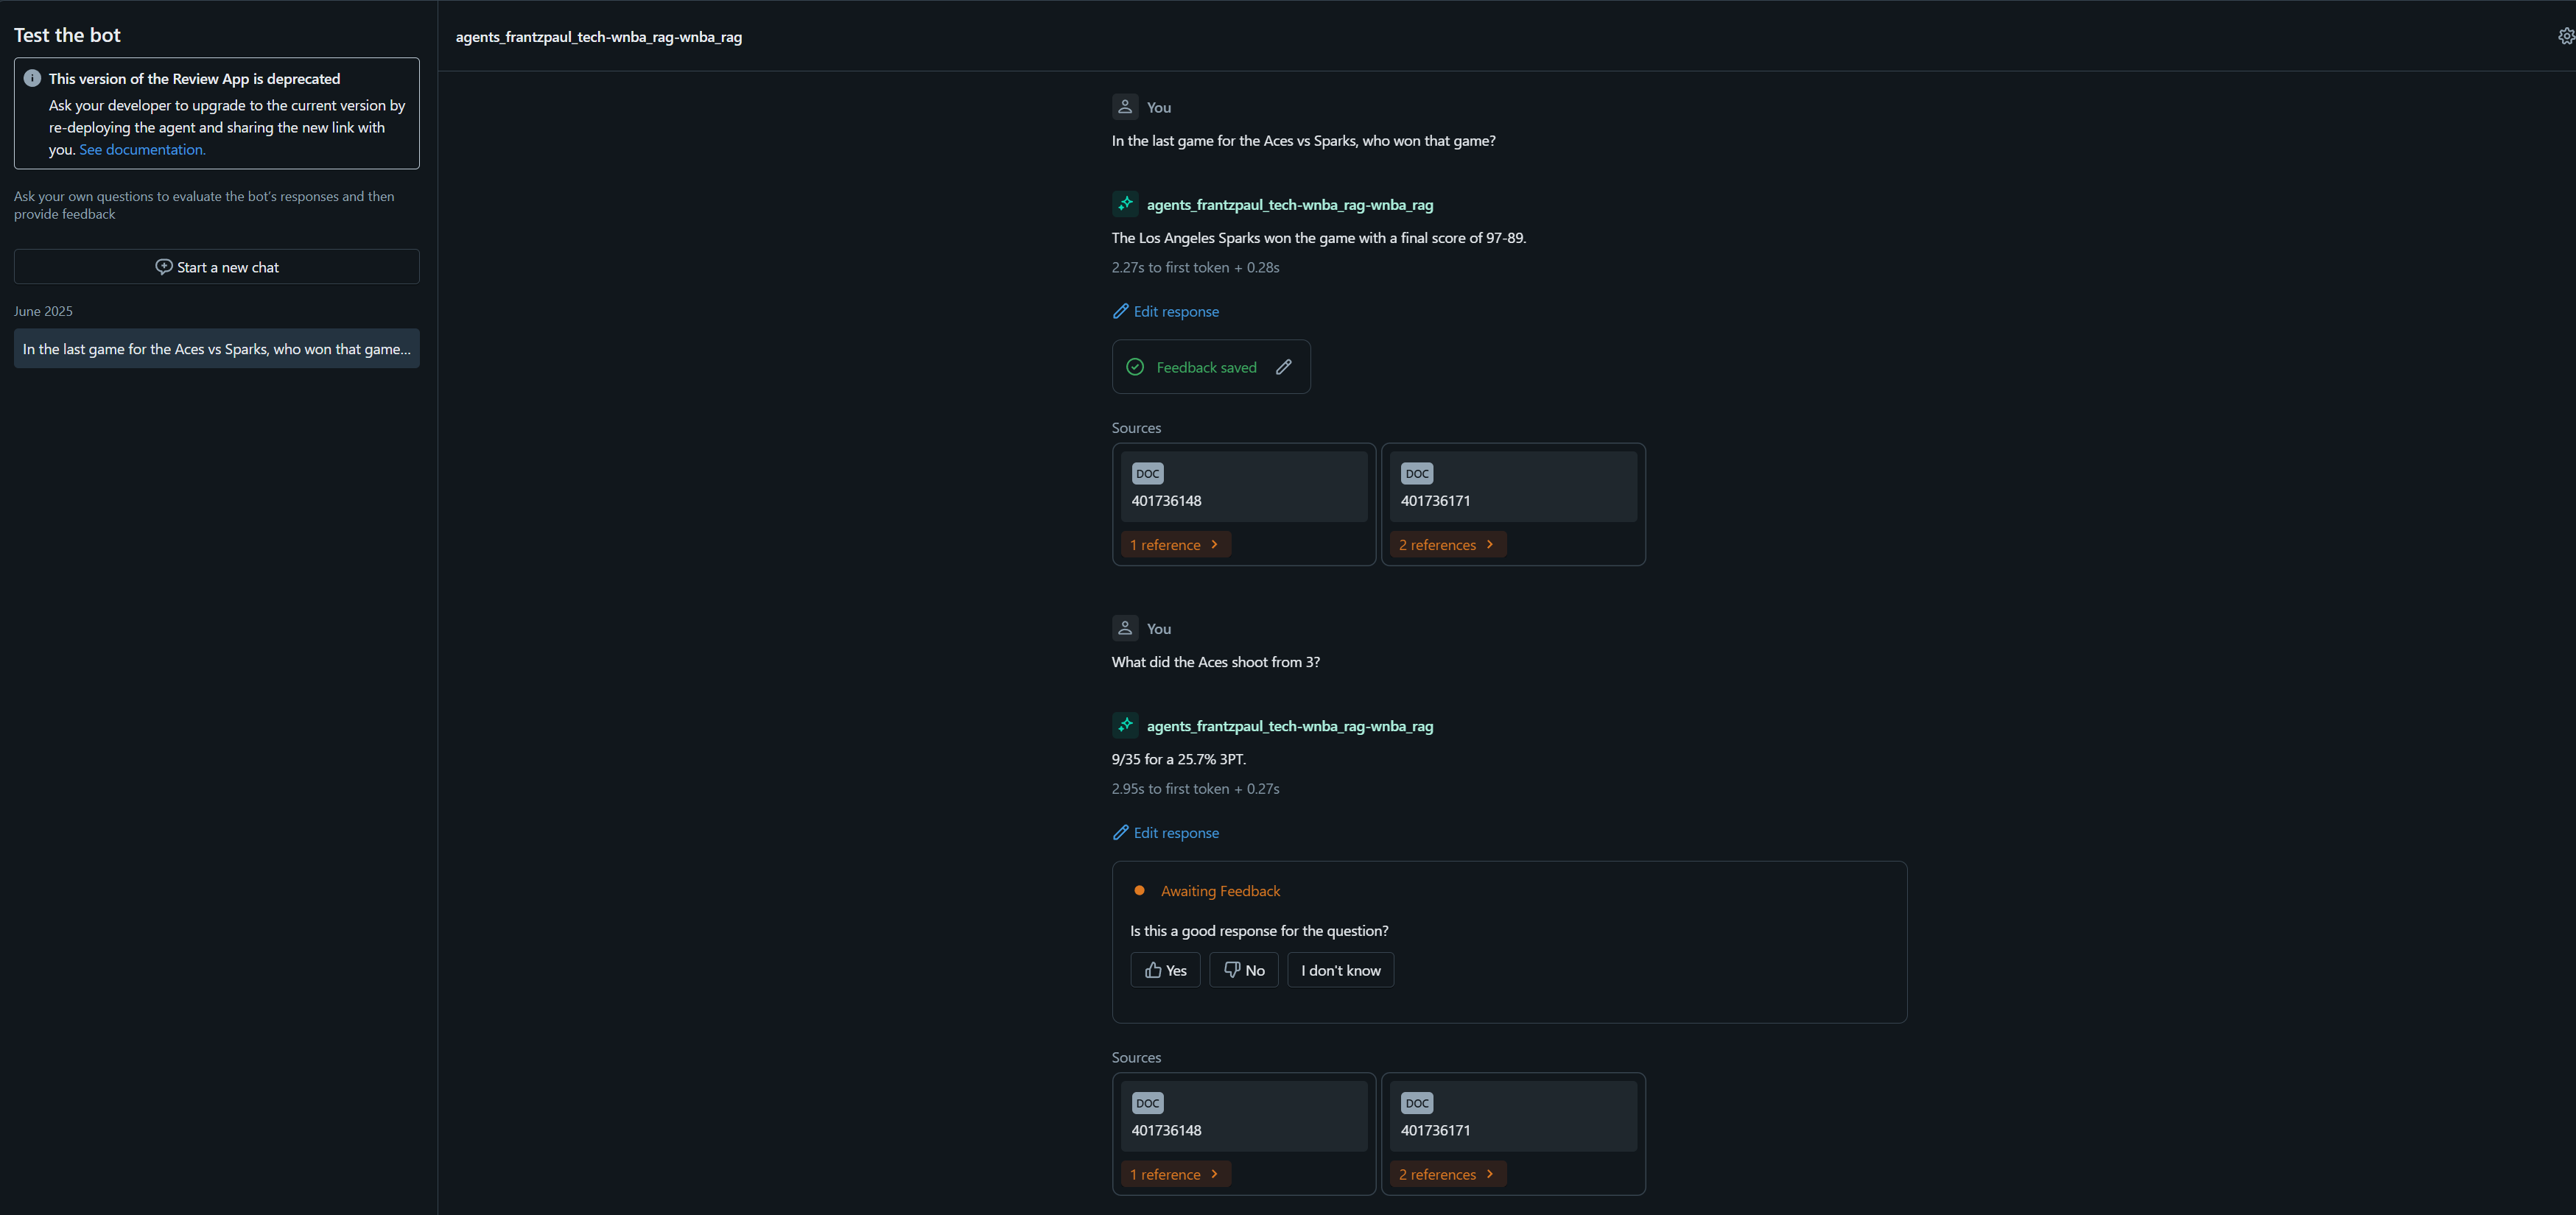 Test the bot
This version of the Review App is deprecated
Ask your developer to upgrade to the current version by
re-deploying the agent and sharing the new link with
you. See documentation.
Ask your own questions to evaluate the bot's responses and then
provide feedback
Start a new chat
June 2025
In the last game for the Aces vs Sparks, who won that game...
agents_frantzpaul_tech-wnba_rag-wnba_rag
You
In the last game for the Aces vs Sparks, who won that game?
agents_frantzpaul_tech-wnba_rag-wnba_rag
The Los Angeles Sparks won the game with a final score of 97-89.
2.27s to first token + 0.28s
Edit response
Feedback saved
Sources
DOC
401736148
1 reference
DOC
401736171
2 references
You
What did the Aces shoot from 3?
agents_frantzpaul_tech-wnba_rag-wnba_rag
9/35 for a 25.7% 3PT.
2.95s to first token + 0.27s
Edit response
Awaiting Feedback
Is this a good response for the question?
Yes No I don't know
Sources
DOC
401736148
1 reference
DOC
401736171
2 references